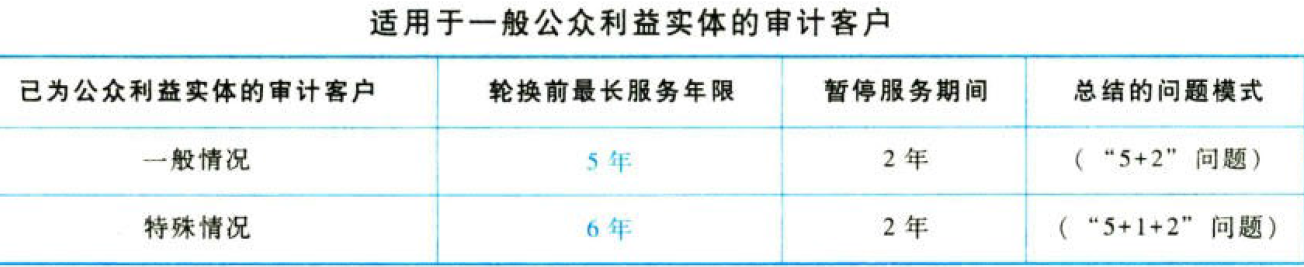 适用于一般公众利益实体的审计客户
已为公众利益实体的审计客户 轮换前最长服务年限 暂停服务期间 总结的问题模式
一般情况 5 年 2 年 (“5+2” 问题)
特殊情况 6 年 2 年 (“5+1+2” 问题)